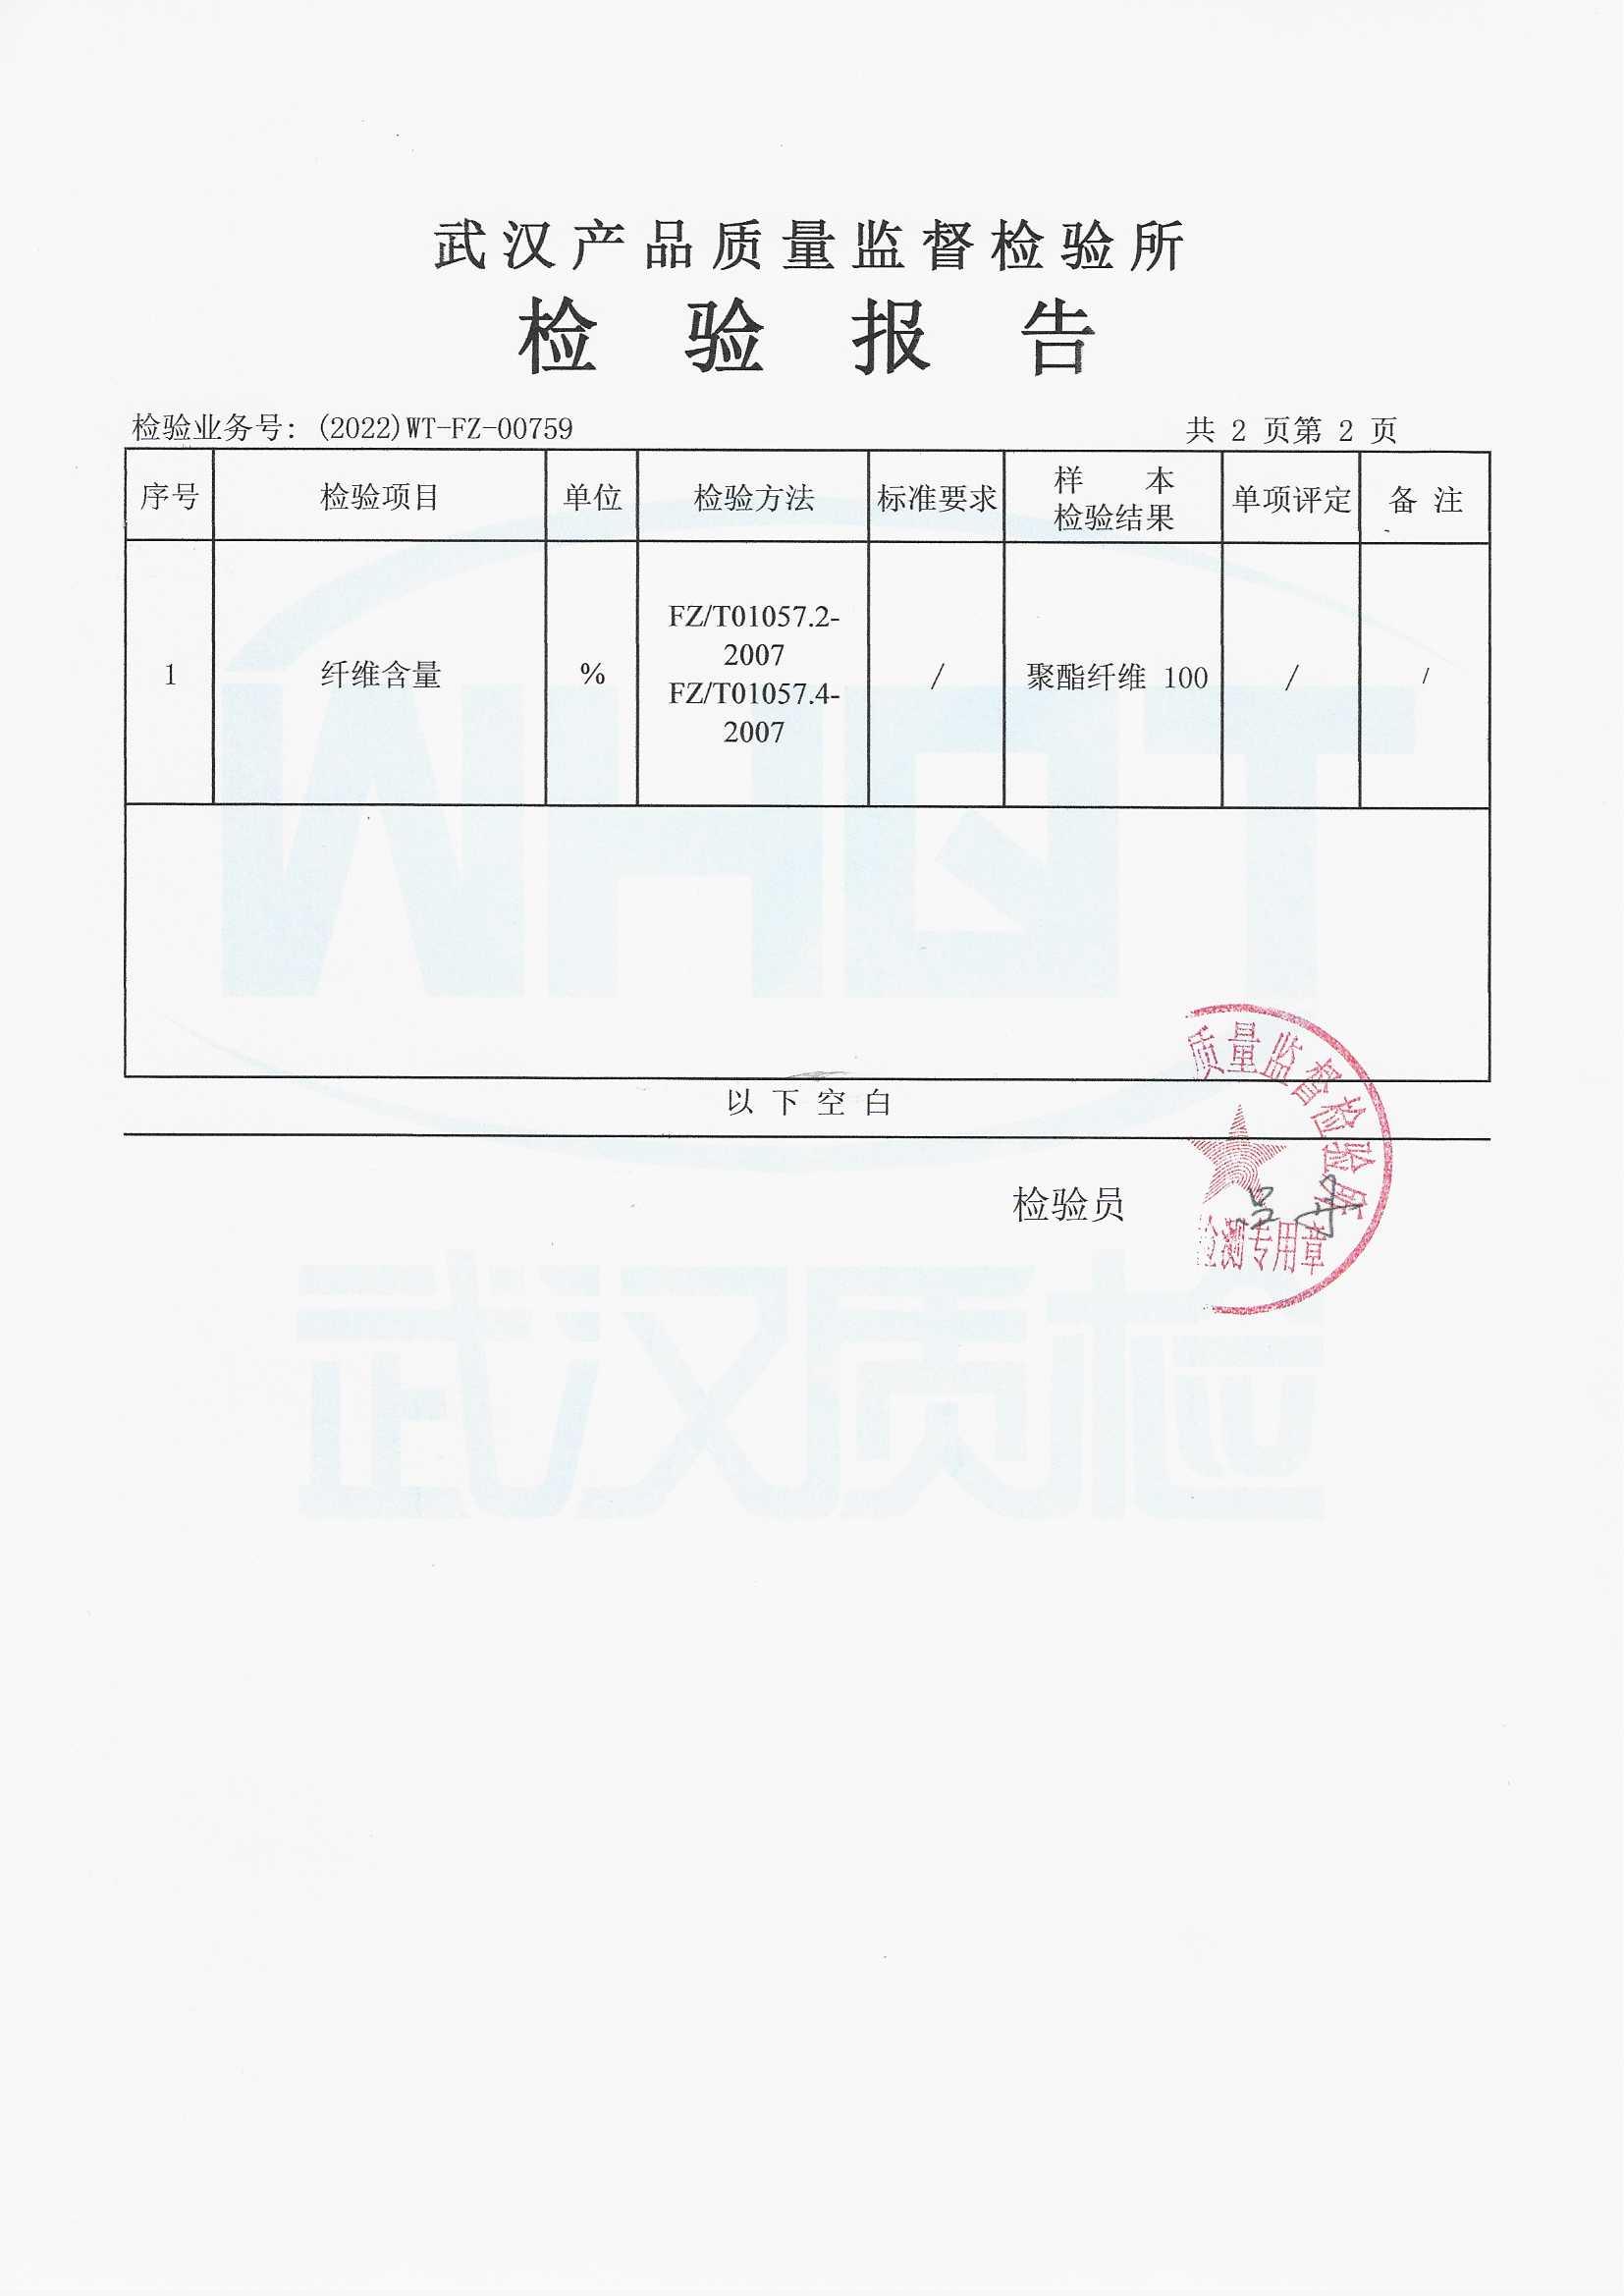 武汉产品质量监督检验所
检验报告
检验业务号：(2022)WT-FZ-00759 共 2 页第 2 页
序号 检验项目 单位 检验方法 标准要求 样 本 单项评定 备 注
检验结果
FZ/T01057.2-
2007
1 纤维含量 % FZ/T01057.4- / 聚酯纤维 100 / /
2007
WHQT
以下空白
质量监督检验所
检验员
检测专用章
武汉质检